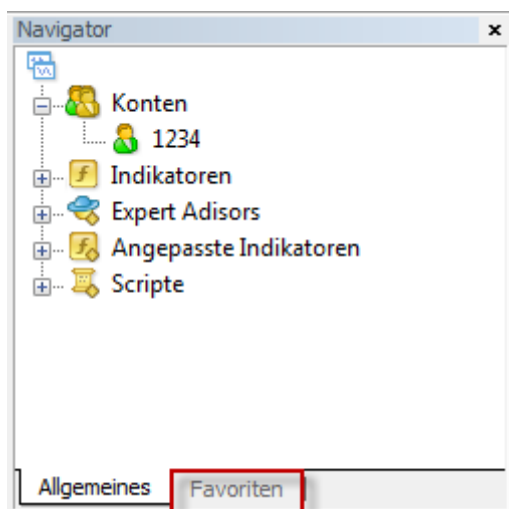 Navigator
Konten
1234
Indikatoren
Expert Adisors
Angepasste Indikatoren
Scripte
Allgemeines Favoriten